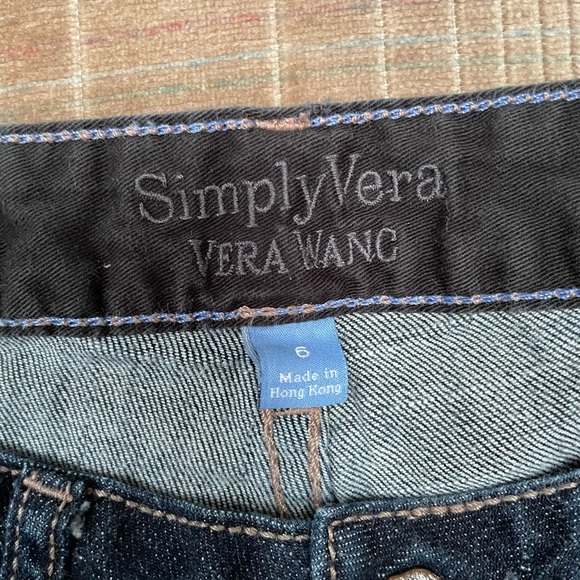 SimplyVera
VERA WANG
6
Made in
Hong Kong